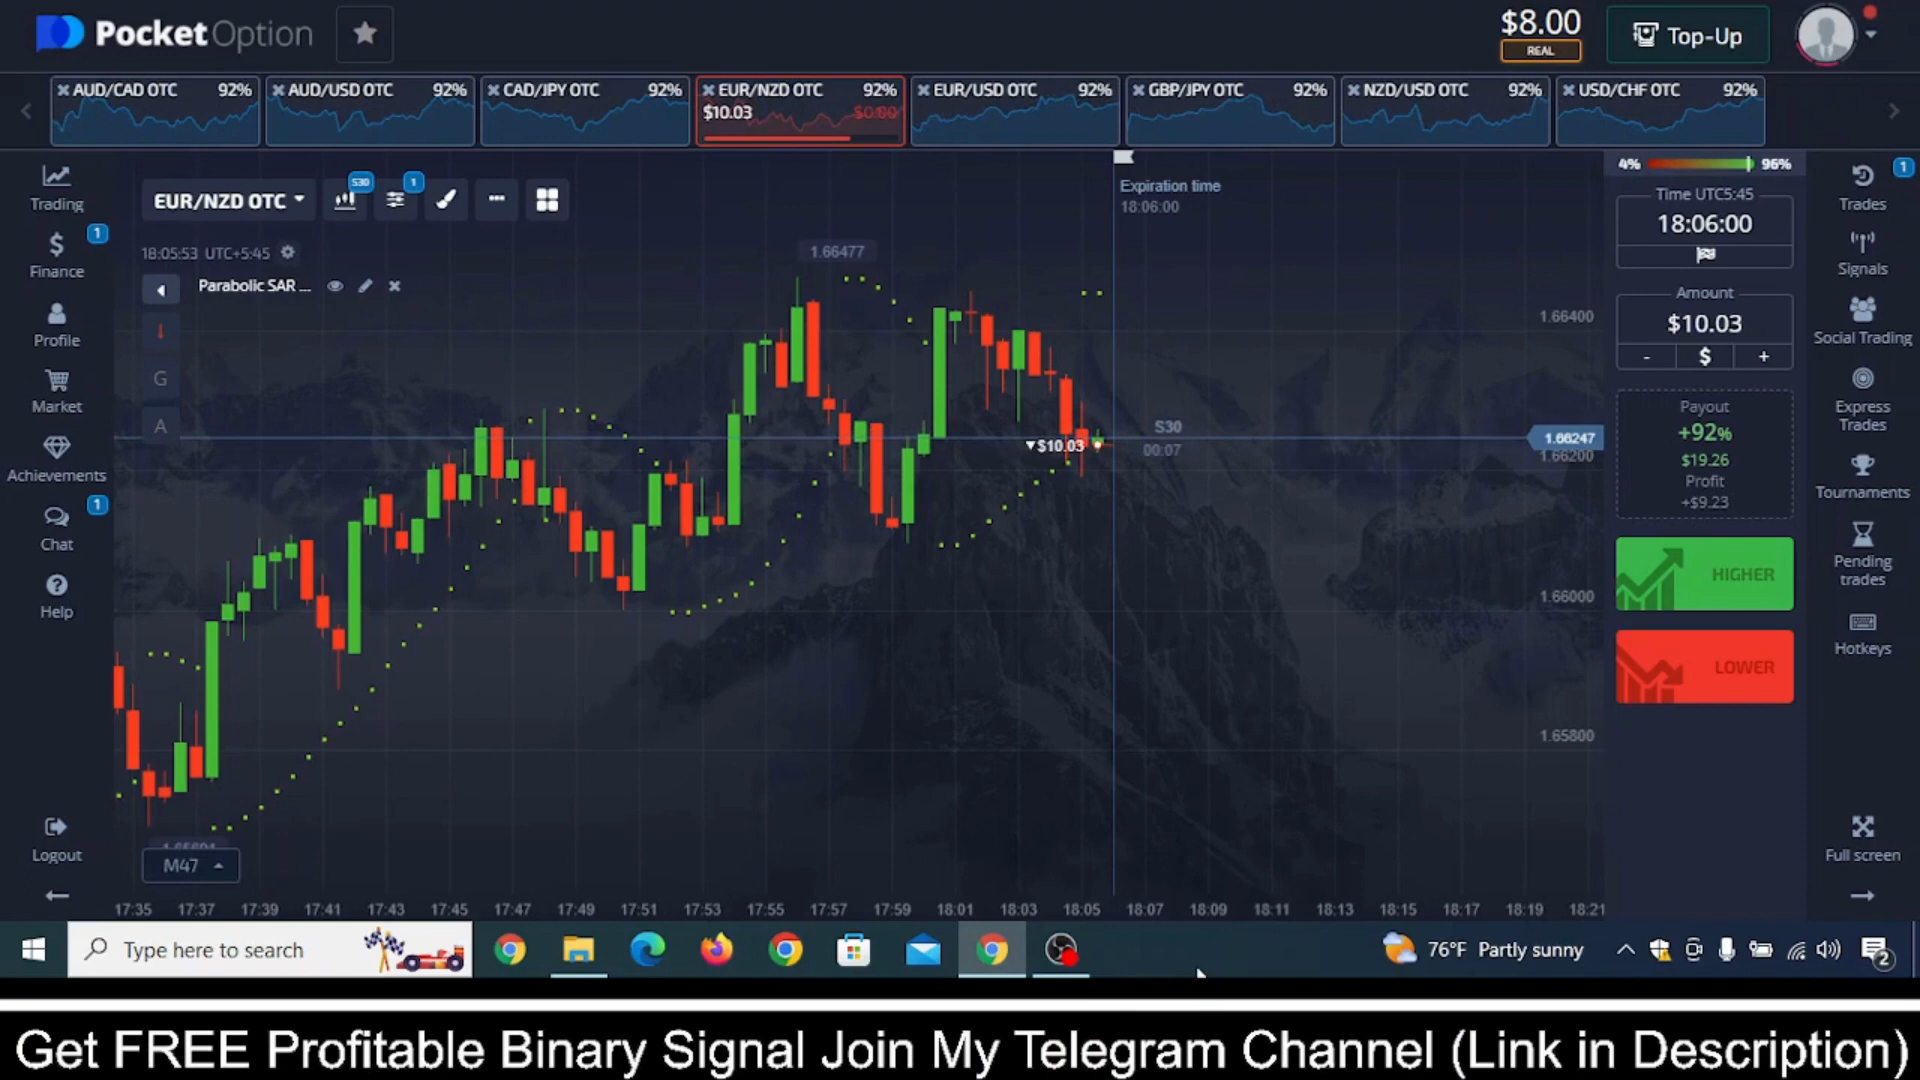 PocketOption
$8.00
REAL
Top-Up
AUD/CAD OTC 92%
AUD/USD OTC 92%
CAD/JPY OTC 92%
EUR/NZD OTC 92%
$10.03 $0.00
EUR/USD OTC 92%
GBP/JPY OTC 92%
NZD/USD OTC 92%
USD/CHF OTC 92%
Trading
1
Finance
Profile
Market
Achievements
1
Chat
Help
Logout
EUR/NZD OTC
S30
1
18:05:53 UTC+5:45
Parabolic SAR ...
G
A
1.66477
Expiration time
18:06:00
1.66400
S30
00:07
▼$10.03
1.66247
1.66200
1.66000
1.65800
M47
17:35 17:37 17:39 17:41 17:43 17:45 17:47 17:49 17:51 17:53 17:55 17:57 17:59 18:01 18:03 18:05 18:07 18:09 18:11 18:13 18:15 18:17 18:19 18:21
4% 96%
Time UTC5:45
18:06:00
Amount
$10.03
- $ +
Payout
+92%
$19.26
Profit
+$9.23
HIGHER
LOWER
1
Trades
Signals
Social Trading
Express
Trades
Tournaments
Pending
trades
Hotkeys
Full screen
Type here to search
76°F Partly sunny
2
Get FREE Profitable Binary Signal Join My Telegram Channel (Link in Description)